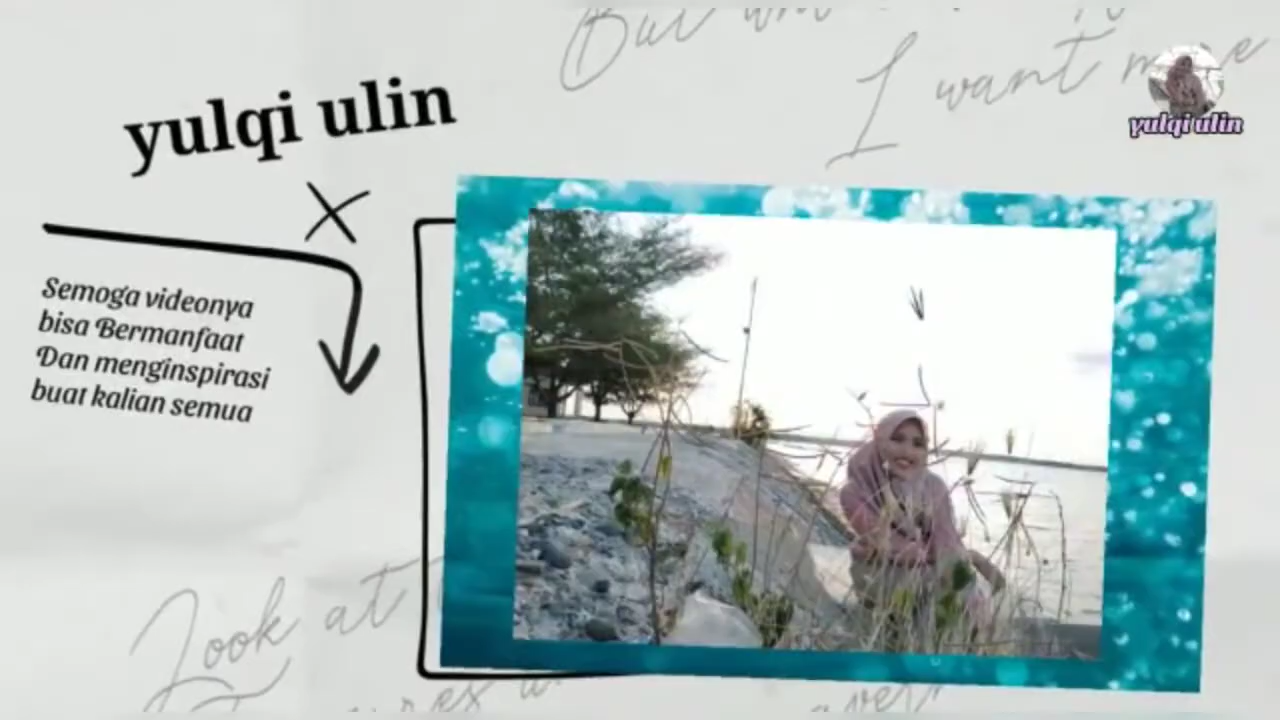 I want
yulqi ulin
yulqi ulin
Semoga videonya
bisa Bermanfaat
Dan menginspirasi
buat kalian semua
Look at